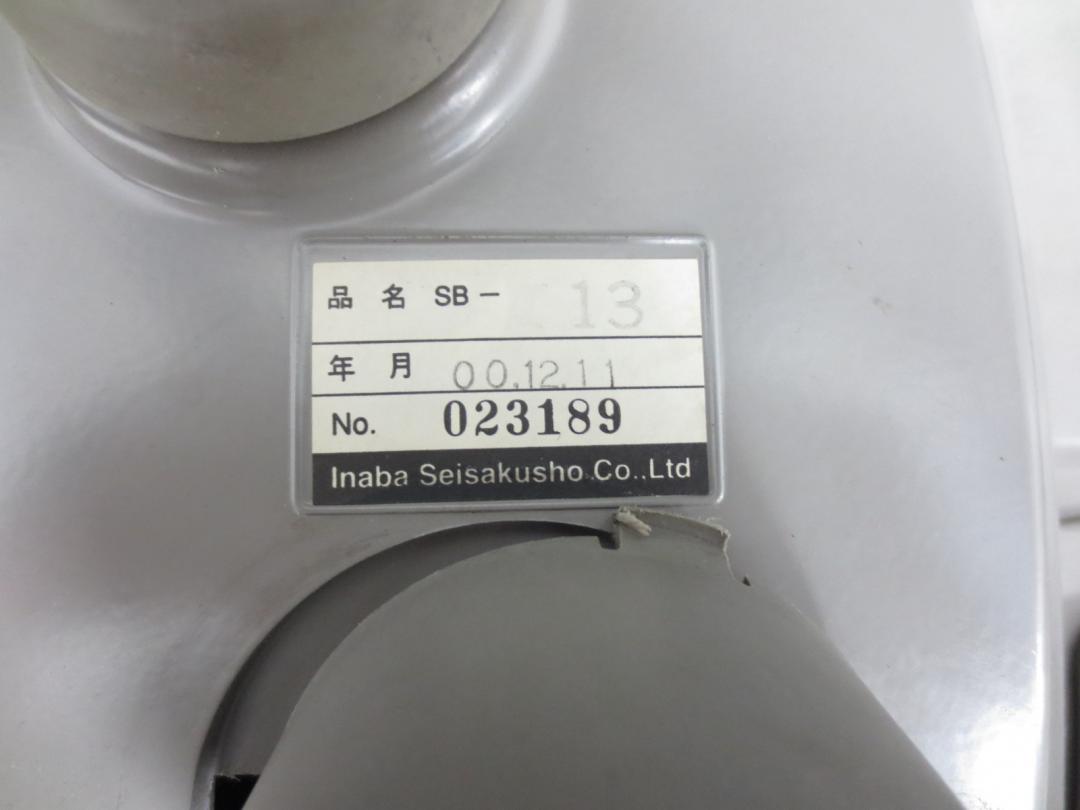 品名 SB-13
年月 00.12.11
No. 023189
Inaba Seisakusho.Co.,Ltd